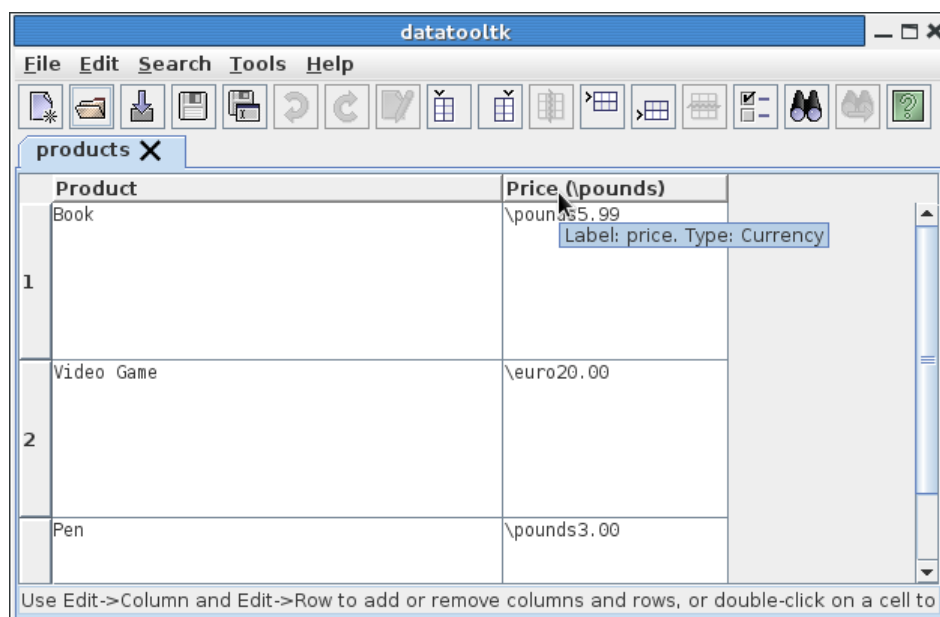 datatooltk
File Edit Search Tools Help
products
Product Price (\pounds)
Book \pounds5.99
Label: price. Type: Currency
1
Video Game \euro20.00
2
Pen \pounds3.00
Use Edit->Column and Edit->Row to add or remove columns and rows, or double-click on a cell to